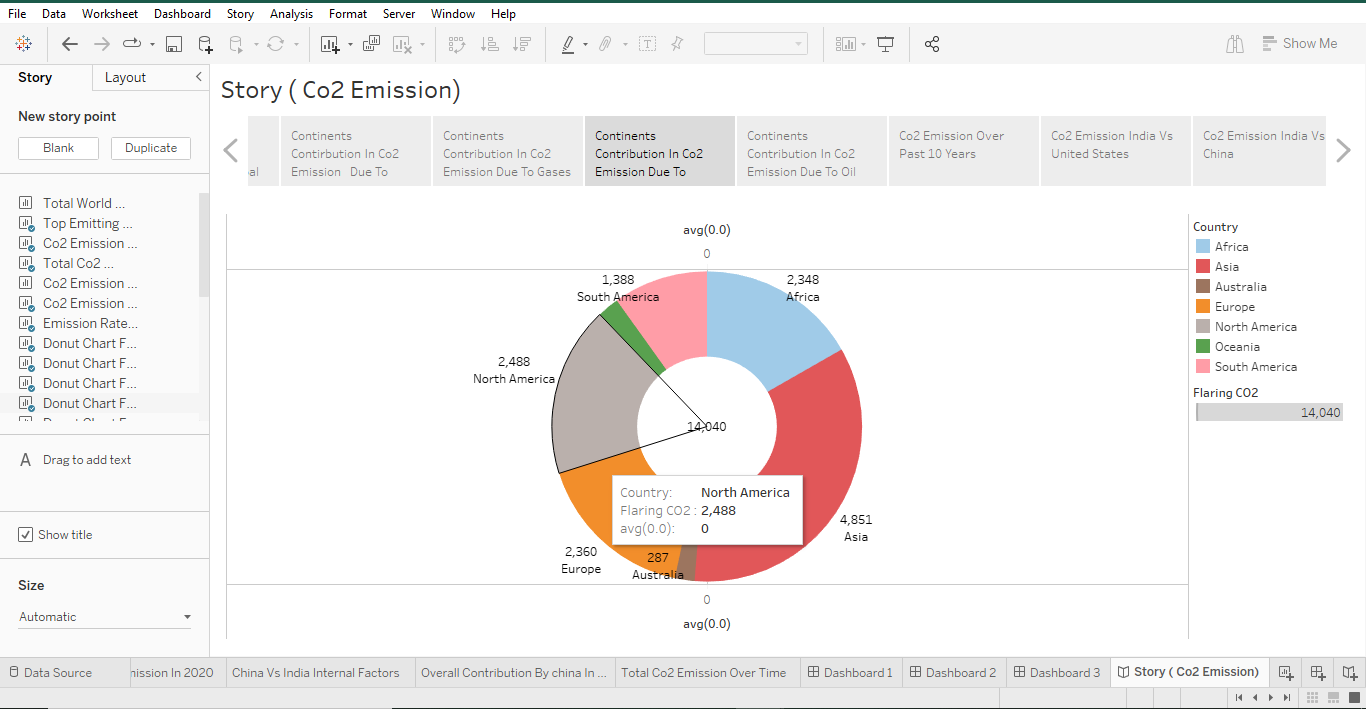 File Data Worksheet Dashboard Story Analysis Format Server Window Help
Show Me
Story Layout
New story point
Blank Duplicate
Total World ...
Top Emitting ...
Co2 Emission ...
Total Co2 ...
Co2 Emission ...
Co2 Emission ...
Emission Rate...
Donut Chart F...
Donut Chart F...
Donut Chart F...
Donut Chart F...
A Drag to add text
Show title
Size
Automatic
Story ( Co2 Emission)
al
Continents
Contirbution In Co2
Emission Due To
Continents
Contribution In Co2
Emission Due To Gases
Continents
Contribution In Co2
Emission Due To
Continents
Contribution In Co2
Emission Due To Oil
Co2 Emission Over
Past 10 Years
Co2 Emission India Vs
United States
Co2 Emission India Vs
China
avg(0.0)
0
1,388
South America
2,348
Africa
2,488
North America
14,040
Country: North America
Flaring CO2 : 2,488
avg(0.0): 0
4,851
Asia
2,360
Europe
287
Australia
0
avg(0.0)
Country
Africa
Asia
Australia
Europe
North America
Oceania
South America
Flaring CO2
14,040
Data Source nission In 2020 China Vs India Internal Factors Overall Contribution By china In ... Total Co2 Emission Over Time Dashboard 1 Dashboard 2 Dashboard 3 Story ( Co2 Emission)